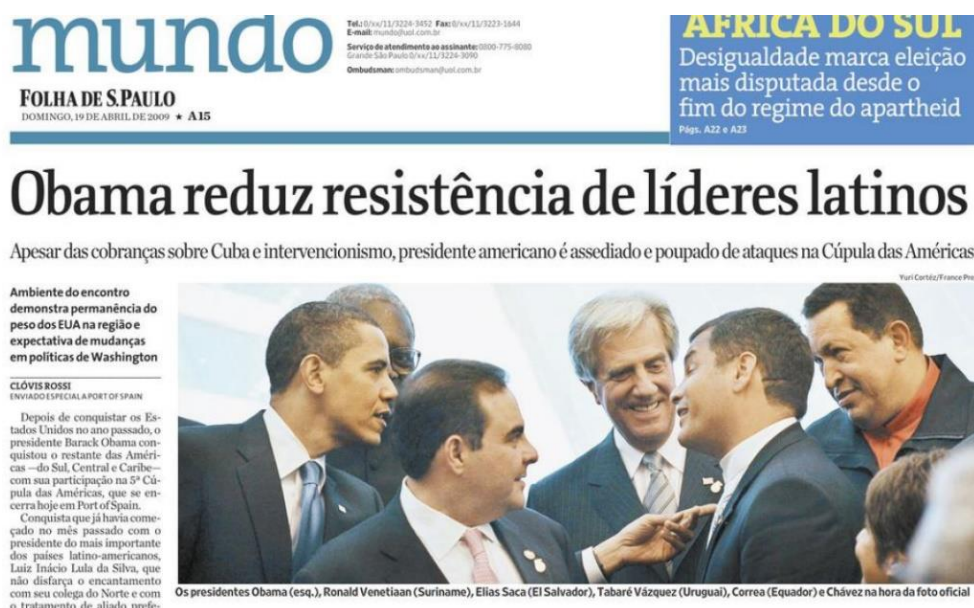 mundo
Tel.: 0/xx/11/3224-3452 Fax: 0/xx/11/3223-1644
E-mail: mundo@uol.com.br
Serviço de atendimento ao assinante: 0800-775-8080
Grande São Paulo 0/xx/11/3224-3090
Ombudsman: ombudsman@uol.com.br
FOLHA DE S.PAULO
DOMINGO, 19 DE ABRIL DE 2009 ★ A15
ÁFRICA DO SUL
Desigualdade marca eleição
mais disputada desde o
fim do regime do apartheid
Págs. A22 e A23
Obama reduz resistência de líderes latinos
Apesar das cobranças sobre Cuba e intervencionismo, presidente americano é assediado e poupado de ataques na Cúpula das Américas
Yuri Cortéz/France Pre
Ambiente do encontro
demonstra permanência do
peso dos EUA na região e
expectativa de mudanças
em políticas de Washington
CLÓVIS ROSSI
ENVIADO ESPECIAL A PORT OF SPAIN
Depois de conquistar os Es-
tados Unidos no ano passado, o
presidente Barack Obama con-
quistou o restante das Améri-
cas —do Sul, Central e Caribe—
com sua participação na 5ª Cú-
pula das Américas, que se en-
cerra hoje em Port of Spain.
Conquista que já havia come-
çado no mês passado com o
presidente do mais importante
dos países latino-americanos,
Luiz Inácio Lula da Silva, que
não disfarça o encantamento
com seu colega do Norte e com
o tratamento de aliado prefe-
Os presidentes Obama (esq.), Ronald Venetiaan (Suriname), Elias Saca (El Salvador), Tabaré Vázquez (Uruguai), Correa (Equador) e Chávez na hora da foto oficial